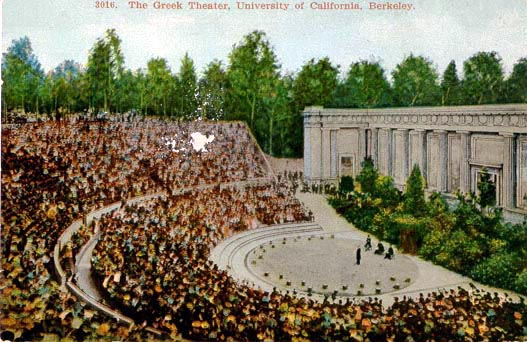 3016. The Greek Theater, University of California, Berkeley.